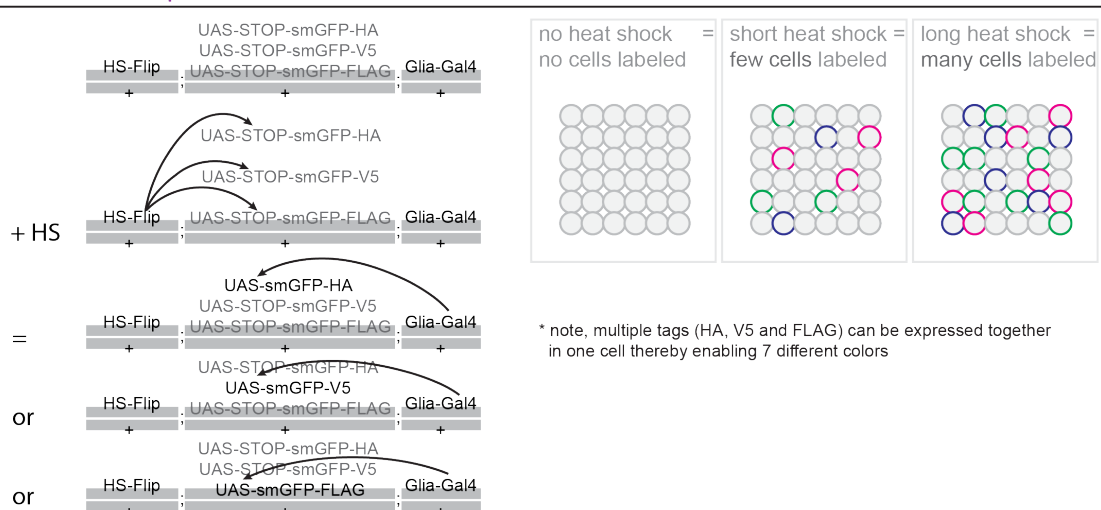 UAS-STOP-smGFP-HA
UAS-STOP-smGFP-V5
HS-Flip ; UAS-STOP-smGFP-FLAG ; Glia-Gal4
+ + +
UAS-STOP-smGFP-HA
UAS-STOP-smGFP-V5
+ HS
HS-Flip ; UAS-STOP-smGFP-FLAG ; Glia-Gal4
+ + +
UAS-smGFP-HA
UAS-STOP-smGFP-V5
=
HS-Flip ; UAS-STOP-smGFP-FLAG ; Glia-Gal4
+ + +
UAS-STOP-smGFP-HA
UAS-smGFP-V5
or
HS-Flip ; UAS-STOP-smGFP-FLAG ; Glia-Gal4
+ + +
UAS-STOP-smGFP-HA
UAS-STOP-smGFP-V5
or
HS-Flip ; UAS-smGFP-FLAG ; Glia-Gal4
+ + +
no heat shock =
no cells labeled
short heat shock =
few cells labeled
long heat shock =
many cells labeled
* note, multiple tags (HA, V5 and FLAG) can be expressed together
in one cell thereby enabling 7 different colors